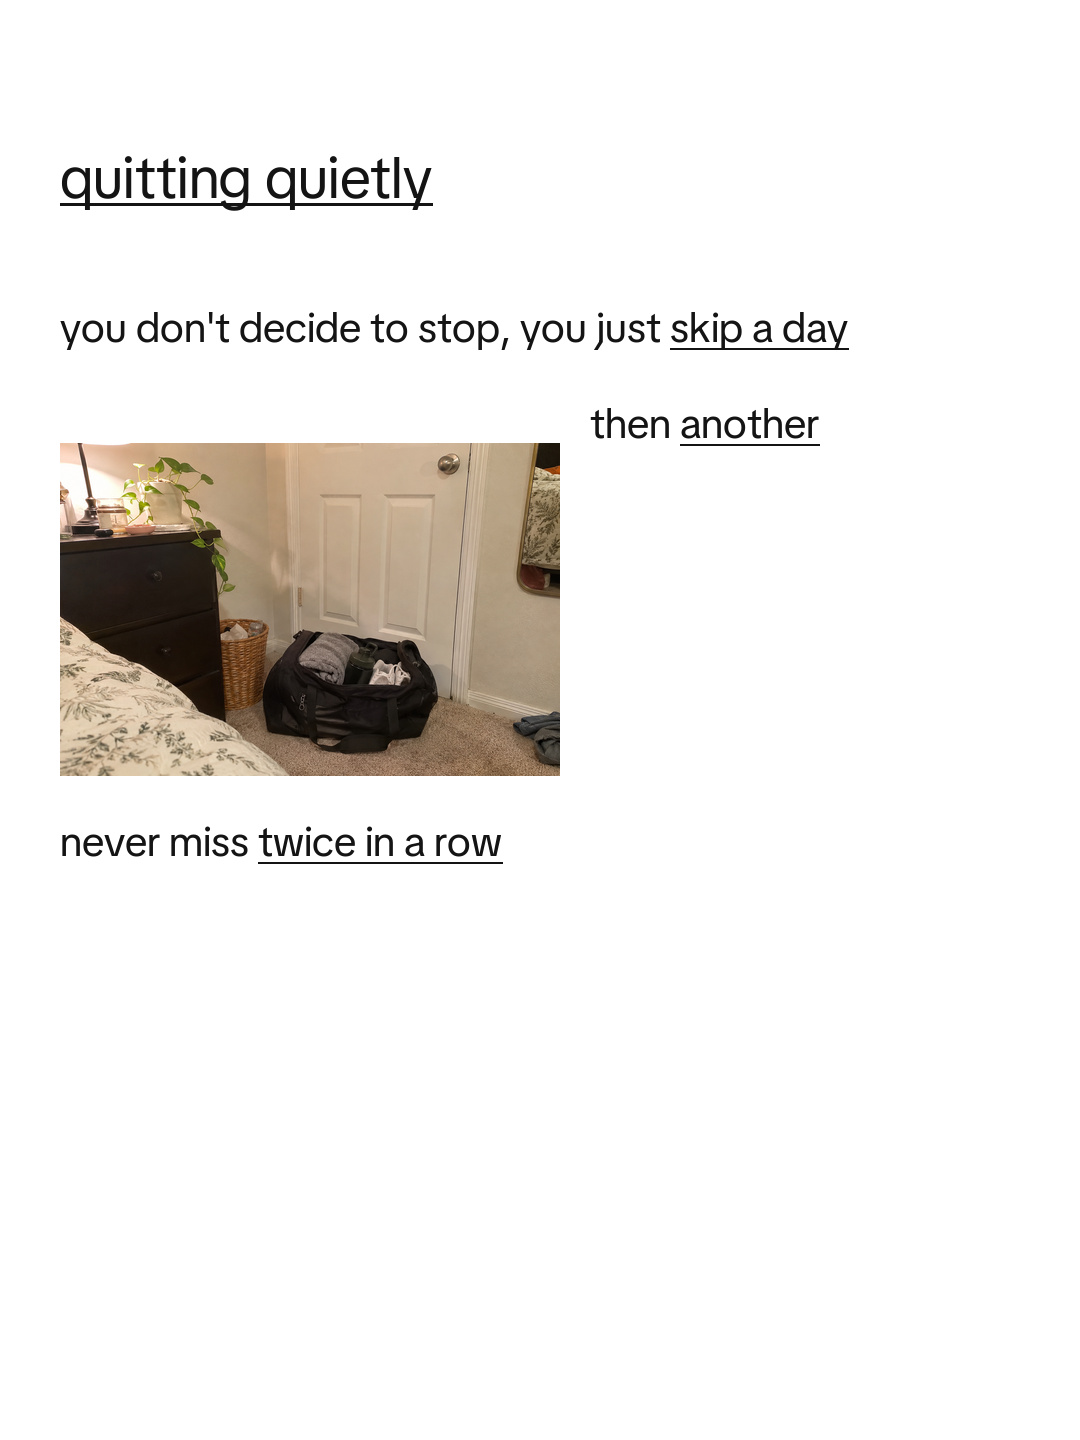 quitting quietly
you don't decide to stop, you just skip a day
then another
never miss twice in a row